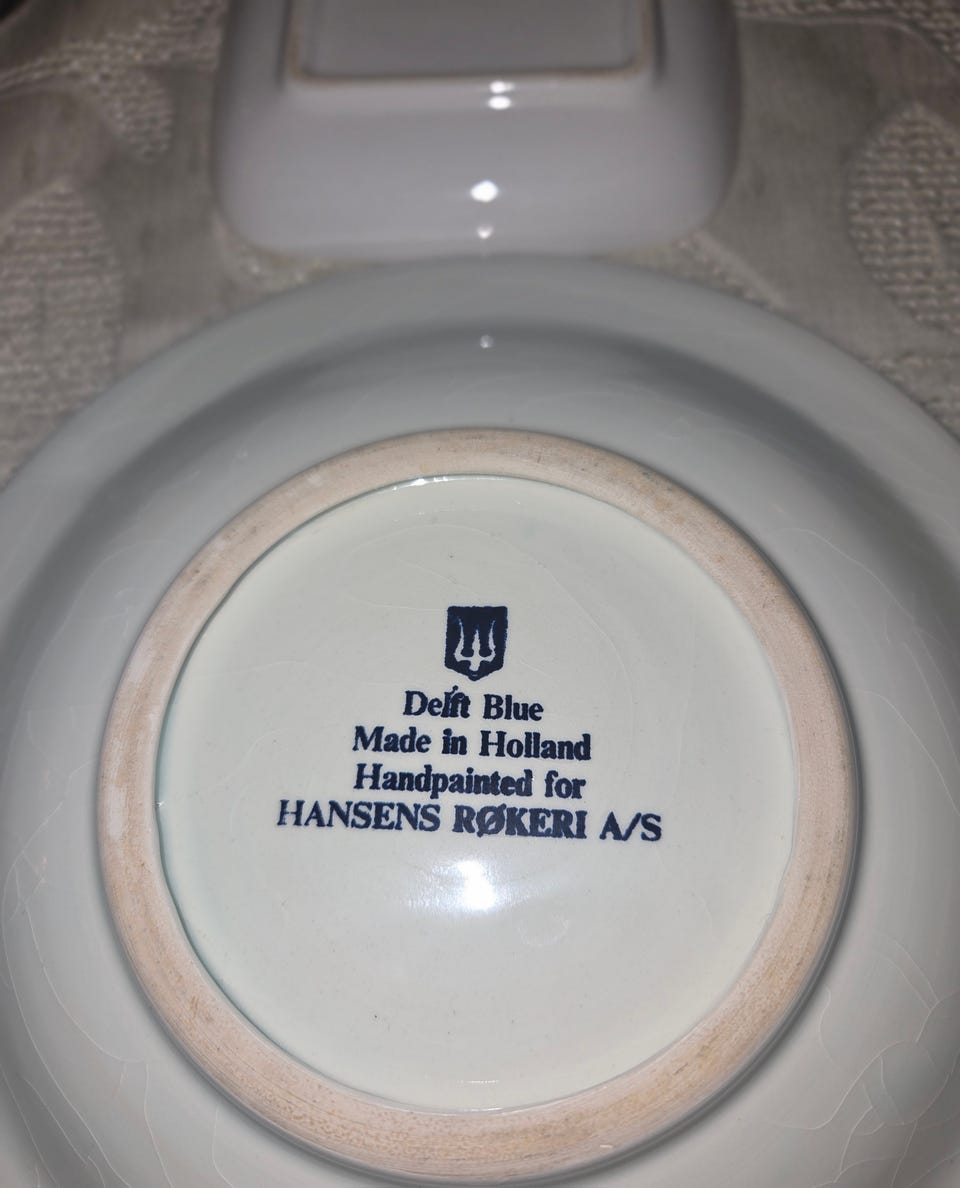 Delft Blue
Made in Holland
Handpainted for
HANSENS RØKERI A/S